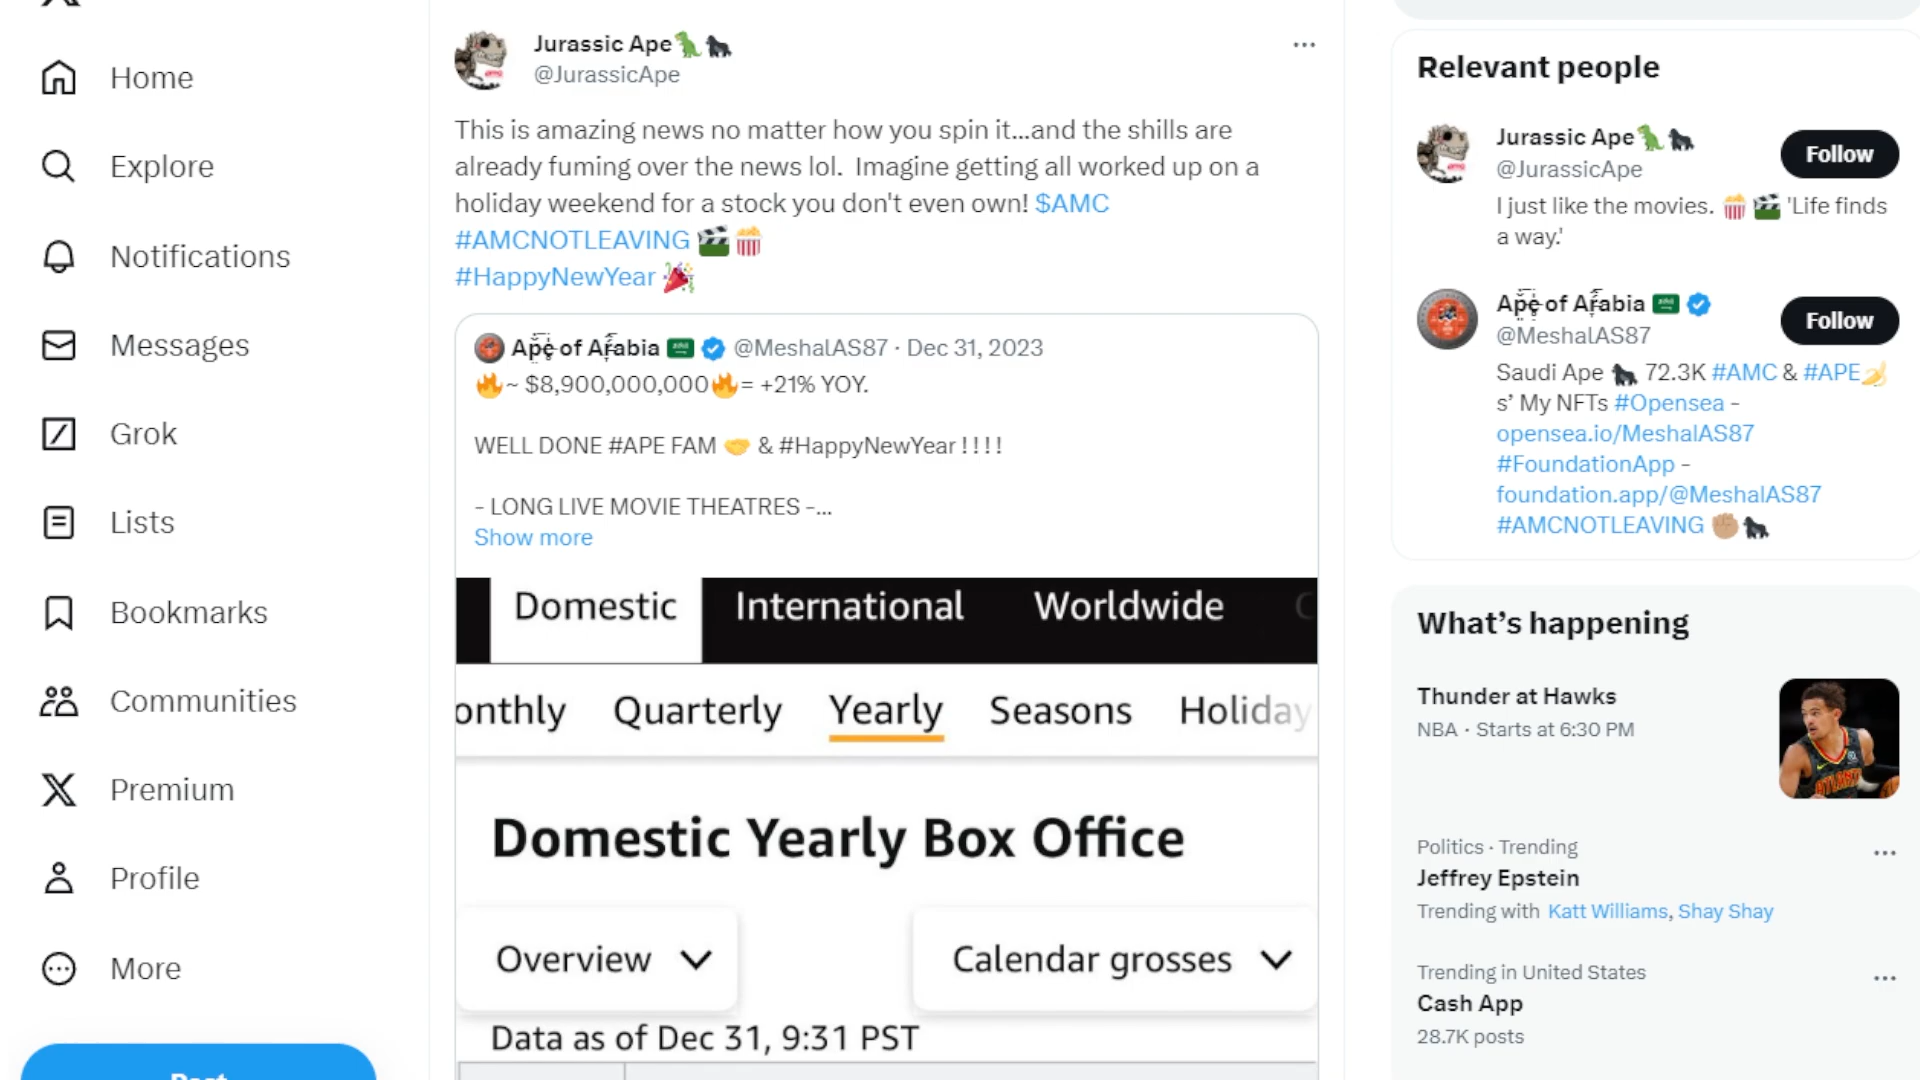 Home
Explore
Notifications
Messages
Grok
Lists
Bookmarks
Communities
Premium
Profile
More
Post
Jurassic Ape🦖🦍
@JurassicApe
This is amazing news no matter how you spin it...and the shills are
already fuming over the news lol.  Imagine getting all worked up on a
holiday weekend for a stock you don't even own! $AMC
#AMCNOTLEAVING 🎬🍿
#HappyNewYear 🎉
Ape of Arabia 🇸🇦 @MeshalAS87 · Dec 31, 2023
🔥~ $8,900,000,000🔥= +21% YOY.
WELL DONE #APE FAM 🤝 & #HappyNewYear ! ! ! !
- LONG LIVE MOVIE THEATRES -...
Show more
Domestic International Worldwide
onthly Quarterly Yearly Seasons Holiday
Domestic Yearly Box Office
Overview Calendar grosses
Data as of Dec 31, 9:31 PST
Relevant people
Jurassic Ape🦖🦍
@JurassicApe
Follow
I just like the movies. 🍿 🎬 'Life finds
a way.'
Ape of Arabia 🇸🇦
@MeshalAS87
Follow
Saudi Ape 🦍 72.3K #AMC & #APE🍌
s’ My NFTs #Opensea -
opensea.io/MeshalAS87
#FoundationApp -
foundation.app/@MeshalAS87
#AMCNOTLEAVING ✊🏽🦍
What’s happening
Thunder at Hawks
NBA · Starts at 6:30 PM
Politics · Trending
Jeffrey Epstein
Trending with Katt Williams, Shay Shay
Trending in United States
Cash App
28.7K posts